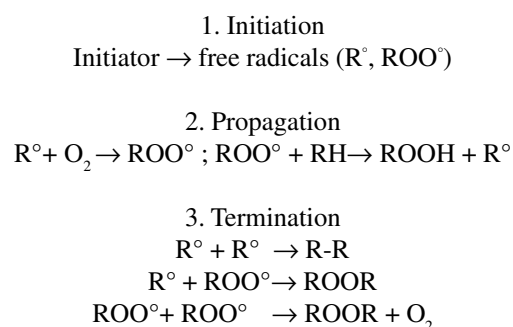 1. Initiation
Initiator → free radicals (R°, ROO°)
2. Propagation
R°+ O₂→ ROO° ; ROO° + RH→ ROOH + R°
3. Termination
R° + R° → R-R
R° + ROO°→ ROOR
ROO°+ ROO° → ROOR + O₂